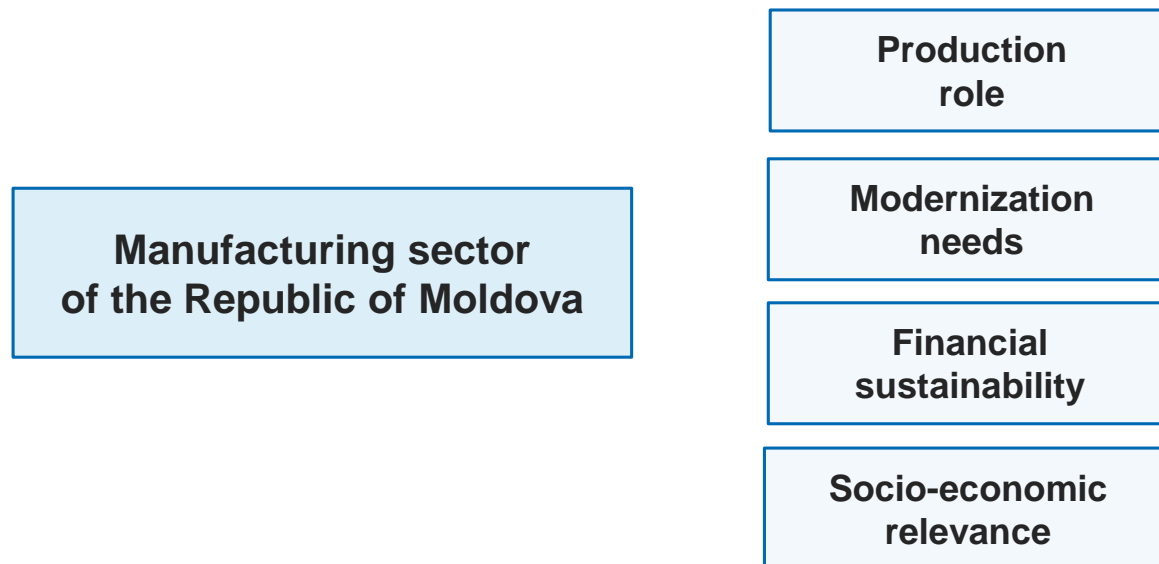 Production
role
Modernization
needs
Manufacturing sector
of the Republic of Moldova
Financial
sustainability
Socio-economic
relevance